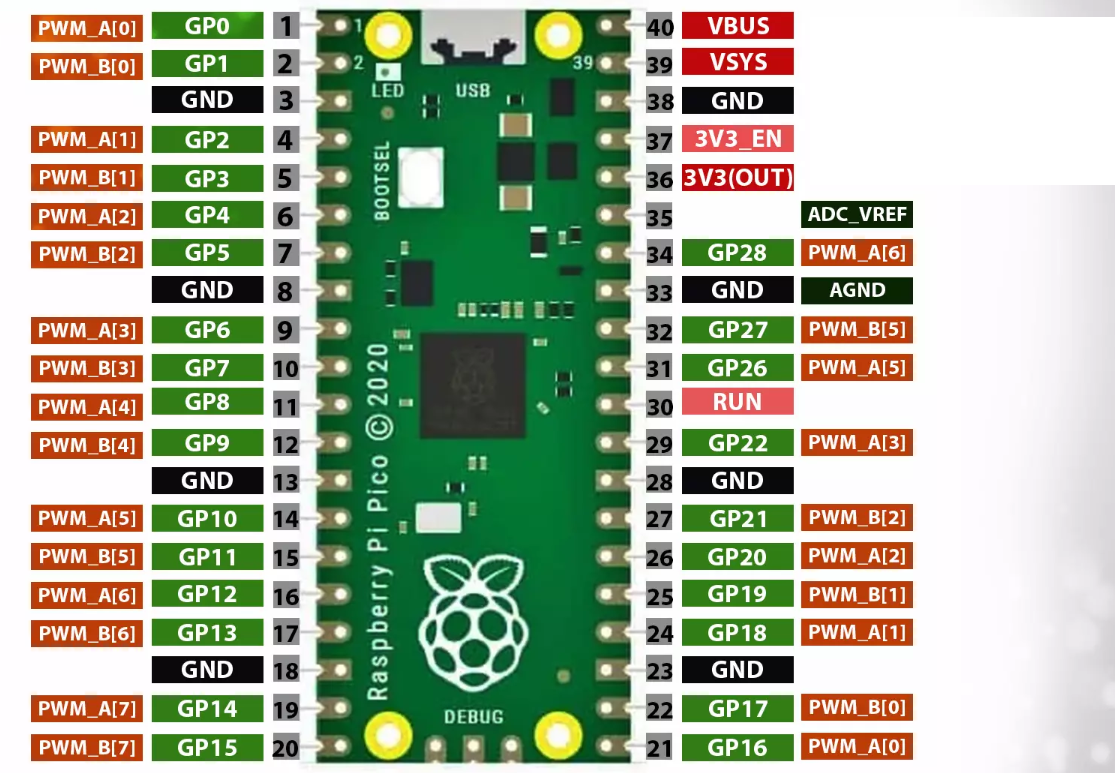 PWM_A[0] GP0 1 1 40 VBUS
PWM_B[0] GP1 2 2 39 39 VSYS
GND 3 LED USB 38 GND
PWM_A[1] GP2 4 37 3V3_EN
PWM_B[1] GP3 5 BOOTSEL 36 3V3(OUT)
PWM_A[2] GP4 6 35 ADC_VREF
PWM_B[2] GP5 7 34 GP28 PWM_A[6]
GND 8 33 GND AGND
PWM_A[3] GP6 9 32 GP27 PWM_B[5]
PWM_B[3] GP7 10 31 GP26 PWM_A[5]
PWM_A[4] GP8 11 30 RUN
PWM_B[4] GP9 12 29 GP22 PWM_A[3]
GND 13 28 GND
PWM_A[5] GP10 14 27 GP21 PWM_B[2]
PWM_B[5] GP11 15 26 GP20 PWM_A[2]
PWM_A[6] GP12 16 25 GP19 PWM_B[1]
PWM_B[6] GP13 17 24 GP18 PWM_A[1]
GND 18 23 GND
PWM_A[7] GP14 19 22 GP17 PWM_B[0]
PWM_B[7] GP15 20 21 GP16 PWM_A[0]
Raspberry Pi Pico © 2020
DEBUG